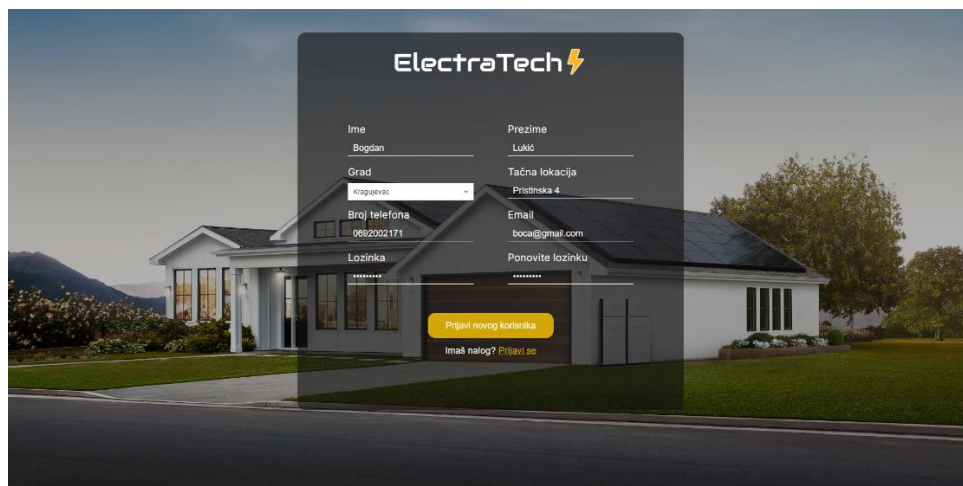 ElectraTech
Ime Prezime
Bogdan Lukić
Grad Tačna lokacija
Kragujevac Pristinska 4
Broj telefona Email
0692002171 boca@gmail.com
Lozinka Ponovite lozinku
Prijavi novog korisnika
Imaš nalog? Prijavi se